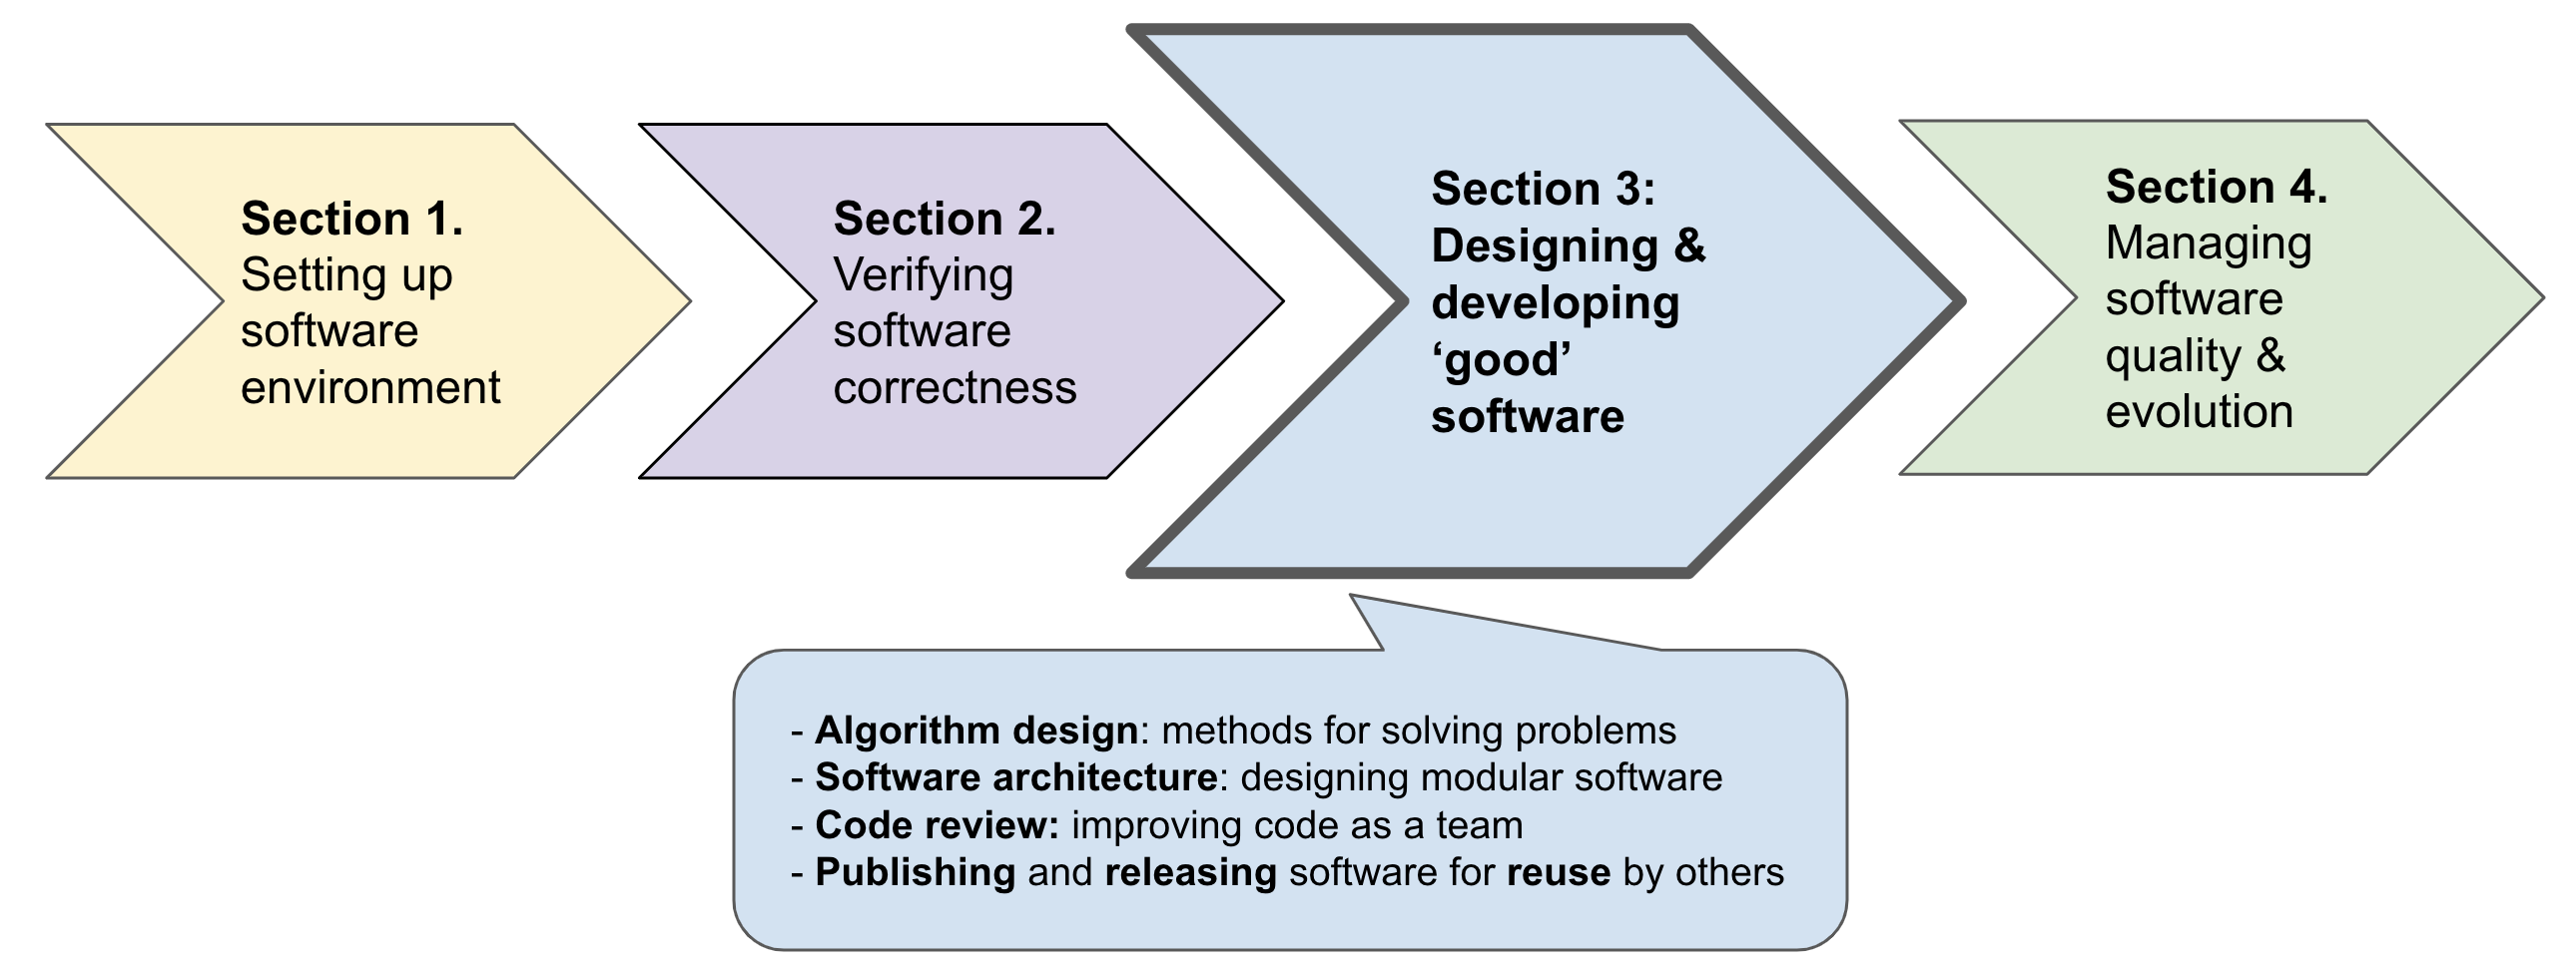 Section 1.
Setting up
software
environment
Section 2.
Verifying
software
correctness
Section 3:
Designing &
developing
‘good’
software
Section 4.
Managing
software
quality &
evolution
- Algorithm design: methods for solving problems
- Software architecture: designing modular software
- Code review: improving code as a team
- Publishing and releasing software for reuse by others